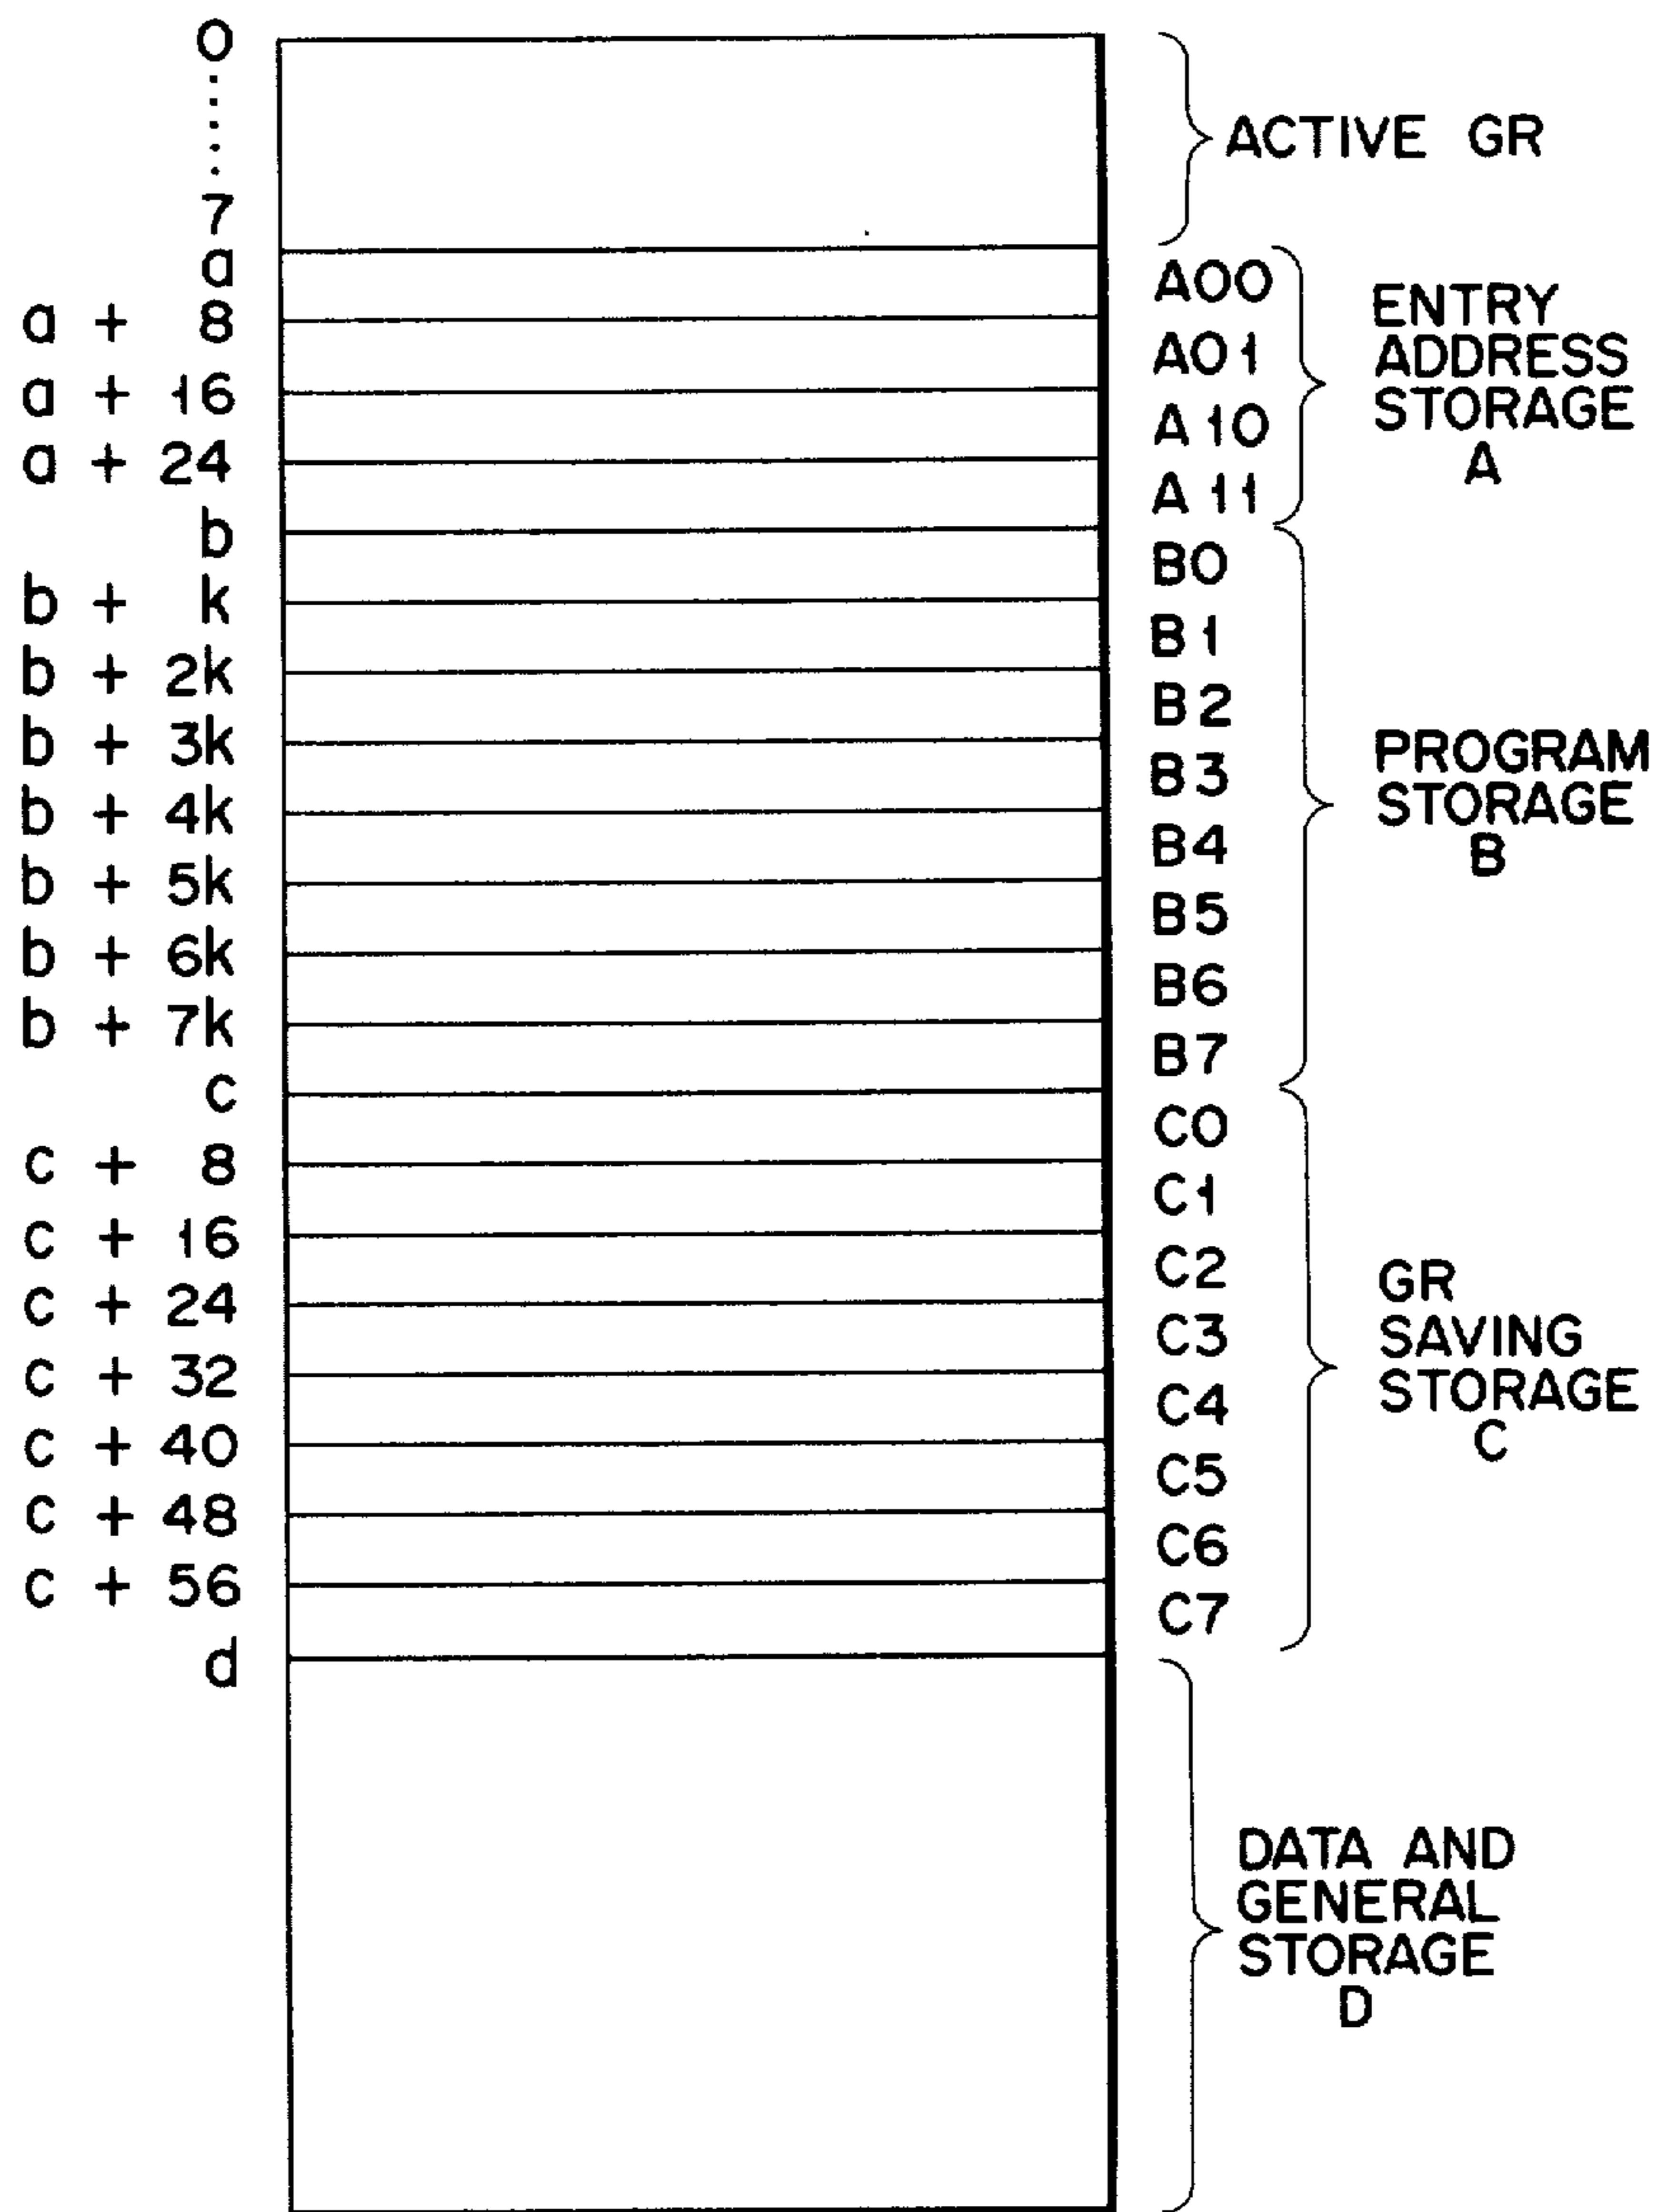 0
7
ACTIVE GR
a
a + 8
a + 16
a + 24
A00
A01
A10
A11
ENTRY
ADDRESS
STORAGE
A
b
b + k
b + 2k
b + 3k
b + 4k
b + 5k
b + 6k
b + 7k
B0
B1
B2
B3
B4
B5
B6
B7
PROGRAM
STORAGE
B
c
c + 8
c + 16
c + 24
c + 32
c + 40
c + 48
c + 56
C0
C1
C2
C3
C4
C5
C6
C7
GR
SAVING
STORAGE
C
d
DATA AND
GENERAL
STORAGE
D